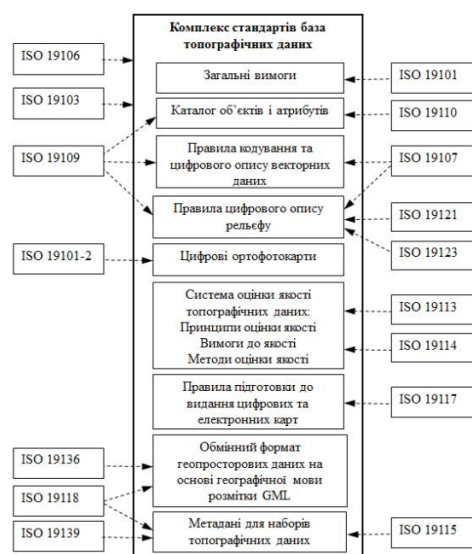 Комплекс стандартів база
топографічних даних
ISO 19106
ISO 19103
ISO 19109
ISO 19101-2
ISO 19136
ISO 19118
ISO 19139
Загальні вимоги
Каталог об’єктів і атрибутів
Правила кодування та
цифрового опису векторних
даних
Правила цифрового опису
рельєфу
Цифрові ортофотокарти
Система оцінки якості
топографічних даних:
Принципи оцінки якості
Вимоги до якості
Методи оцінки якості
Правила підготовки до
видання цифрових та
електронних карт
Обмінний формат
геопросторових даних на
основі географічної мови
розмітки GML
Метадані для наборів
топографічних даних
ISO 19101
ISO 19110
ISO 19107
ISO 19121
ISO 19123
ISO 19113
ISO 19114
ISO 19117
ISO 19115